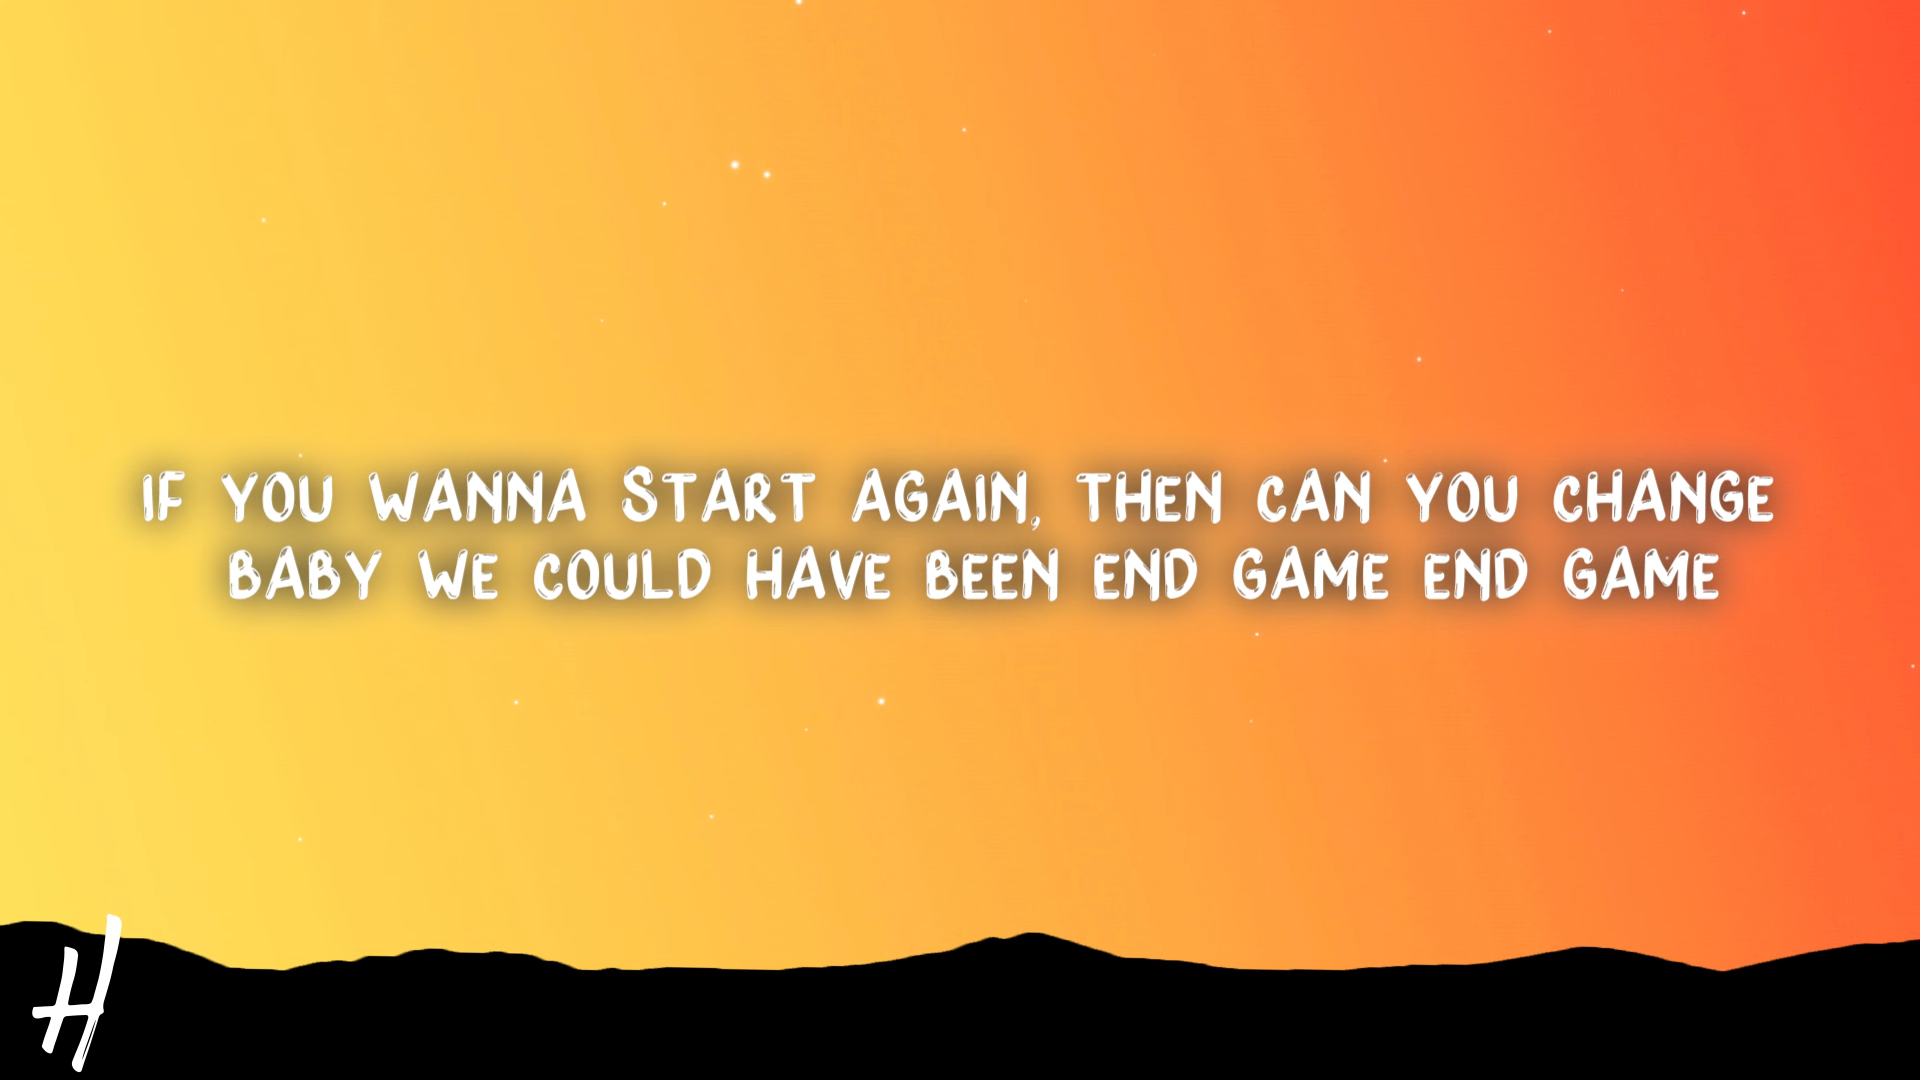 IF YOU WANNA START AGAIN, THEN CAN YOU CHANGE
BABY WE COULD HAVE BEEN END GAME END GAME
H